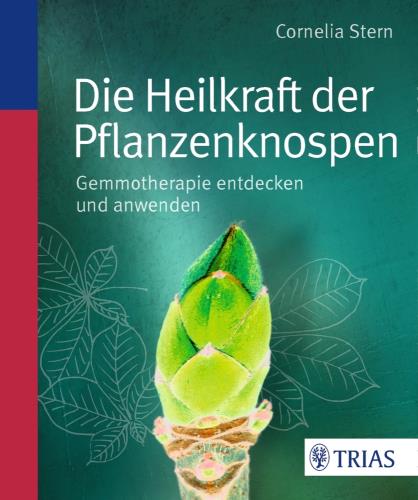 Cornelia Stern
Die Heilkraft der
Pflanzenknospen
Gemmotherapie entdecken
und anwenden
TRIAS